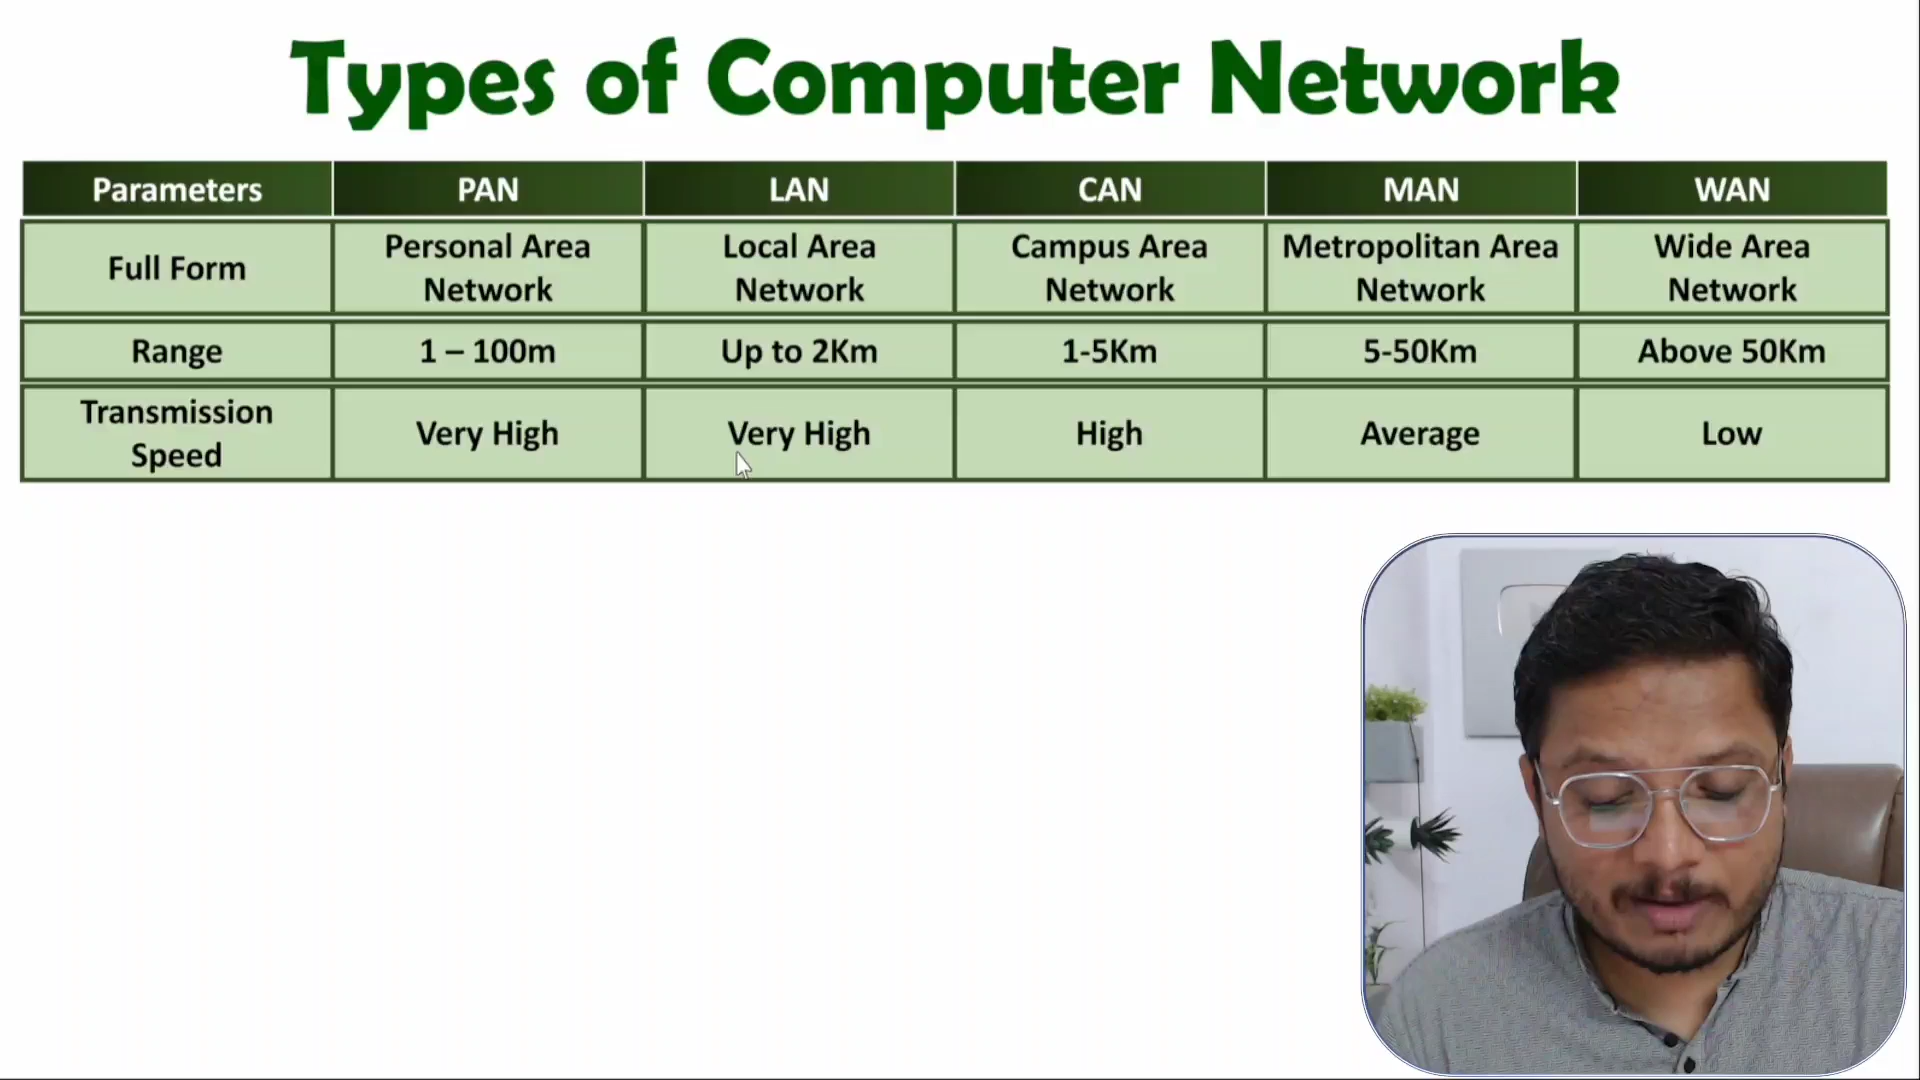 Types of Computer Network
Parameters PAN LAN CAN MAN WAN
Full Form Personal Area Network Local Area Network Campus Area Network Metropolitan Area Network Wide Area Network
Range 1 – 100m Up to 2Km 1-5Km 5-50Km Above 50Km
Transmission Speed Very High Very High High Average Low